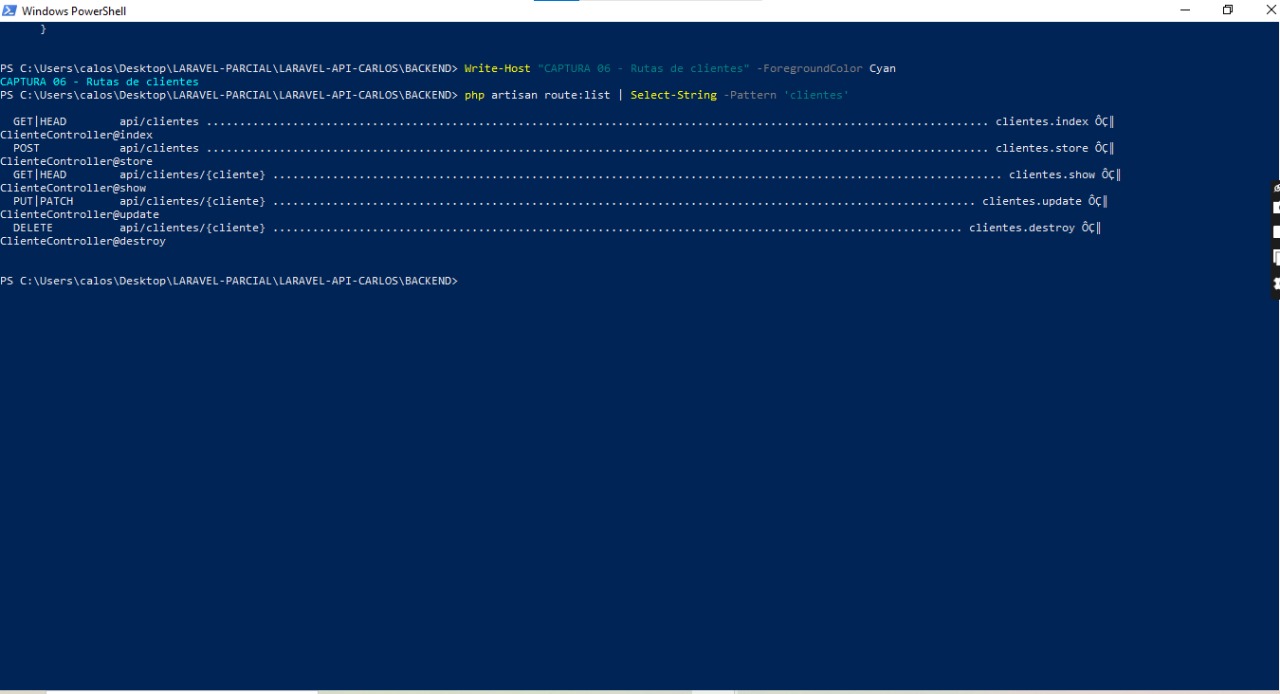 Windows PowerShell
}
PS C:\Users\calos\Desktop\LARAVEL-PARCIAL\LARAVEL-API-CARLOS\BACKEND> Write-Host "CAPTURA 06 - Rutas de clientes" -ForegroundColor Cyan
CAPTURA 06 - Rutas de clientes
PS C:\Users\calos\Desktop\LARAVEL-PARCIAL\LARAVEL-API-CARLOS\BACKEND> php artisan route:list | Select-String -Pattern 'clientes'
GET|HEAD api/clientes ...................................................................................................................... clientes.index ÔÇ║
ClienteController@index
POST api/clientes ...................................................................................................................... clientes.store ÔÇ║
ClienteController@store
GET|HEAD api/clientes/{cliente} .............................................................................................................. clientes.show ÔÇ║
ClienteController@show
PUT|PATCH api/clientes/{cliente} .......................................................................................................... clientes.update ÔÇ║
ClienteController@update
DELETE api/clientes/{cliente} ........................................................................................................ clientes.destroy ÔÇ║
ClienteController@destroy
PS C:\Users\calos\Desktop\LARAVEL-PARCIAL\LARAVEL-API-CARLOS\BACKEND>